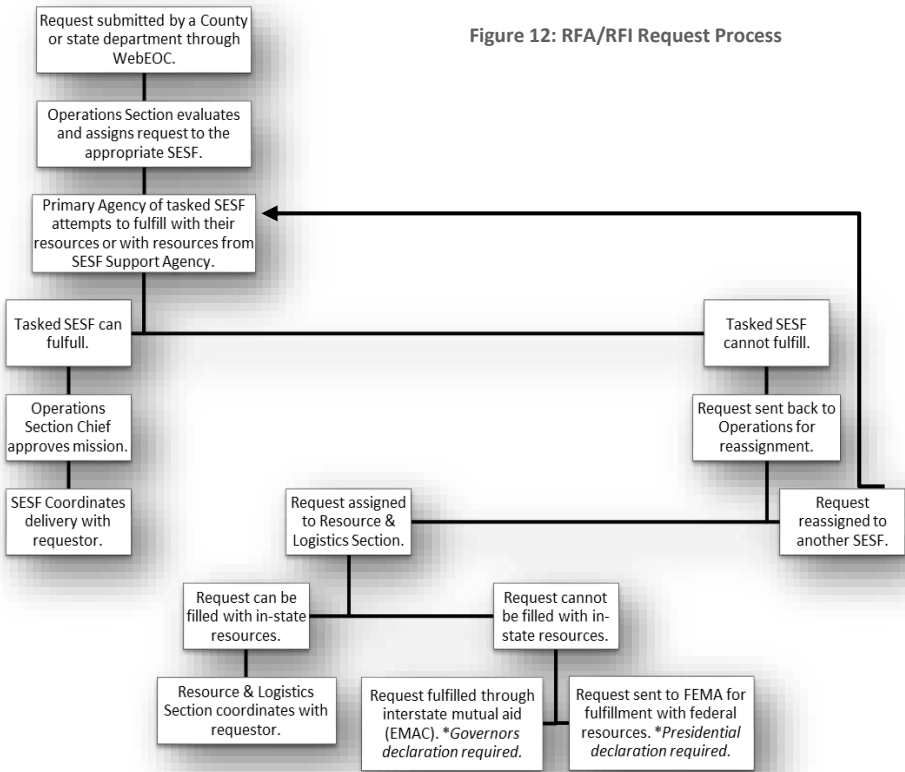 Figure 12: RFA/RFI Request Process
Request submitted by a County
or state department through
WebEOC.
Operations Section evaluates
and assigns request to the
appropriate SESF.
Primary Agency of tasked SESF
attempts to fulfill with their
resources or with resources from
SESF Support Agency.
Tasked SESF can
fulfull.
Tasked SESF
cannot fulfill.
Operations
Section Chief
approves mission.
Request sent back to
Operations for
reassignment.
SESF Coordinates
delivery with
requestor.
Request assigned
to Resource &
Logistics Section.
Request
reassigned to
another SESF.
Request can be
filled with in-state
resources.
Request cannot
be filled with in-
state resources.
Resource & Logistics
Section coordinates with
requestor.
Request fulfilled through
interstate mutual aid
(EMAC). *Governors
declaration required.
Request sent to FEMA for
fulfillment with federal
resources. *Presidential
declaration required.